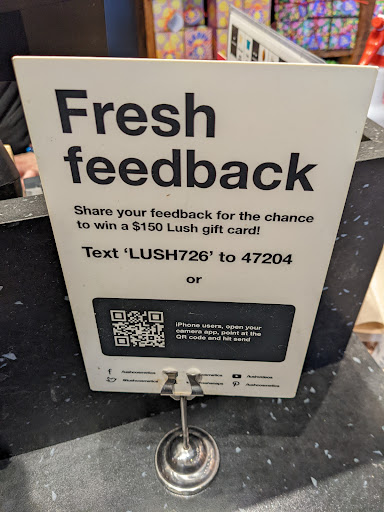 Fresh
feedback
Share your feedback for the chance
to win a $150 Lush gift card!
Text ‘LUSH726’ to 47204
or
iPhone users, open your
camera app, point at the
QR code and hit send